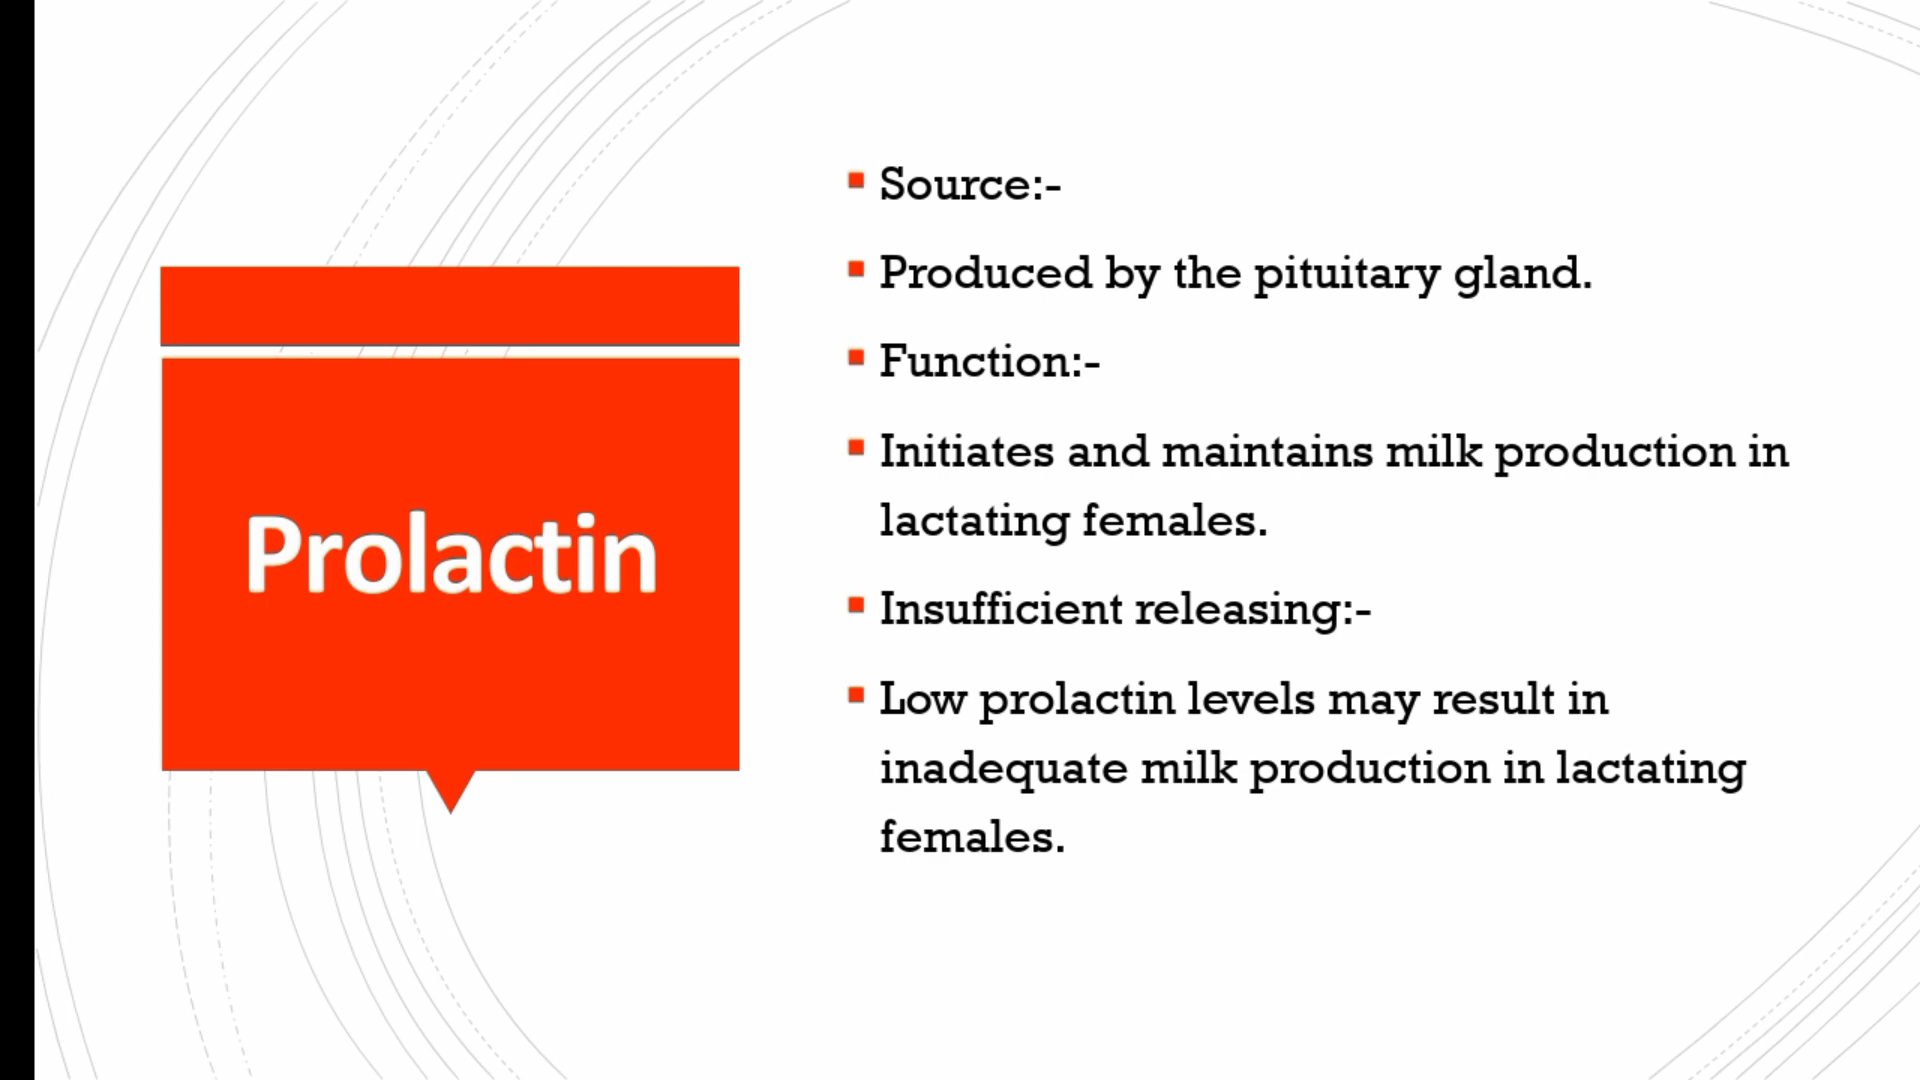 Prolactin
Source:-
Produced by the pituitary gland.
Function:-
Initiates and maintains milk production in
lactating females.
Insufficient releasing:-
Low prolactin levels may result in
inadequate milk production in lactating
females.